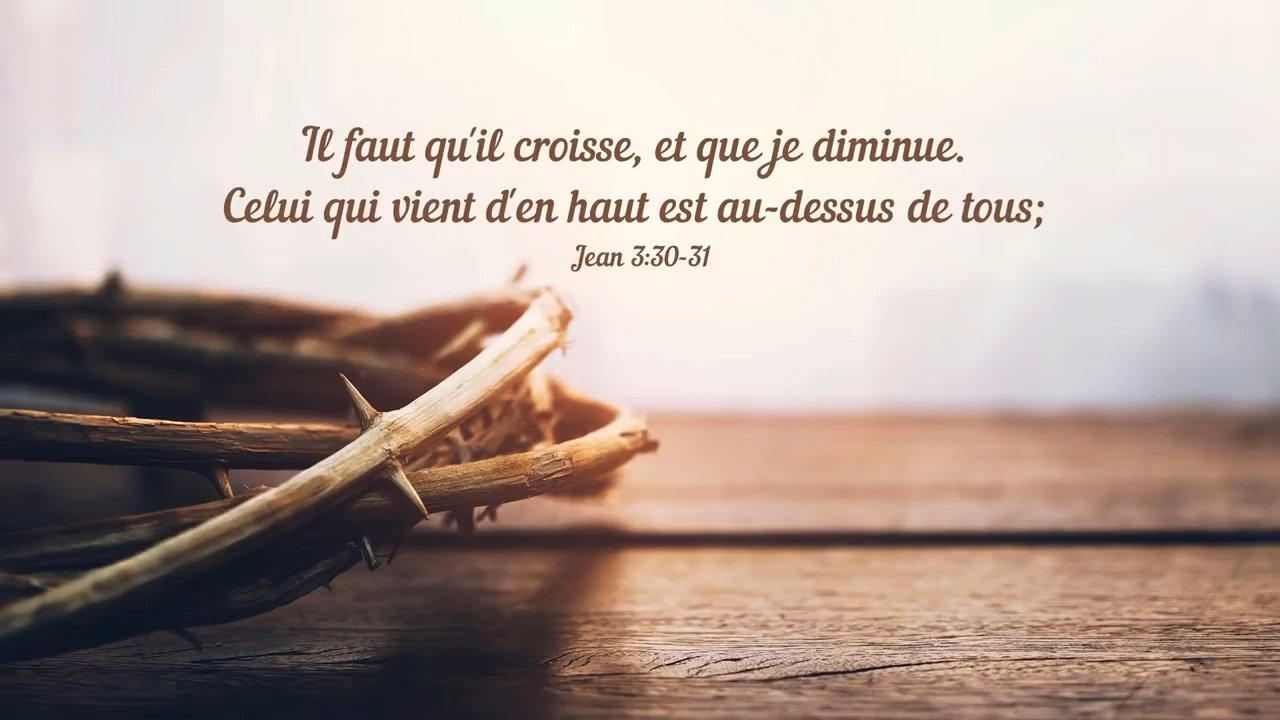 Il faut qu'il croisse, et que je diminue.
Celui qui vient d'en haut est au-dessus de tous;
Jean 3:30-31